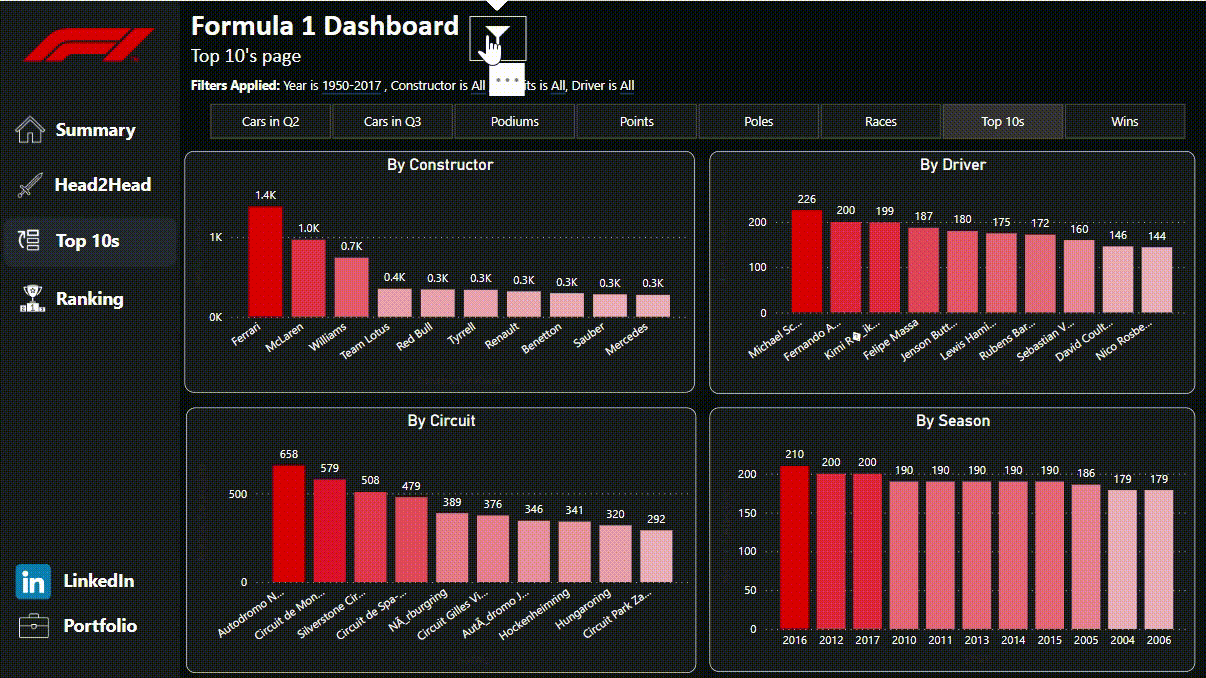 Formula 1 Dashboard
Top 10's page
Filters Applied: Year is 1950-2017 , Constructor is All its is All, Driver is All
Summary
Head2Head
Top 10s
Ranking
LinkedIn
Portfolio
Cars in Q2
Cars in Q3
Podiums
Points
Poles
Races
Top 10s
Wins
By Constructor
1K
0K
1.4K
1.0K
0.7K
0.4K
0.3K
0.3K
0.3K
0.3K
0.3K
0.3K
Ferrari
McLaren
Williams
Team Lotus
Red Bull
Tyrrell
Renault
Benetton
Sauber
Mercedes
By Driver
200
100
0
226
200
199
187
180
175
172
160
146
144
Michael Sc...
Fernando A...
Kimi R�_ik...
Felipe Massa
Jenson Butt...
Lewis Hami...
Rubens Bar...
Sebastian V...
David Coult...
Nico Rosbe...
By Circuit
500
0
658
579
508
479
389
376
346
341
320
292
Autodromo N...
Circuit de Mon...
Silverstone Cir...
Circuit de Spa-...
NÃ_rburgring
Circuit Gilles Vi...
AutÃ_dromo J...
Hockenheimring
Hungaroring
Circuit Park Za...
By Season
200
150
100
50
0
210
200
200
190
190
190
190
190
186
179
179
2016
2012
2017
2010
2011
2013
2014
2015
2005
2004
2006
in